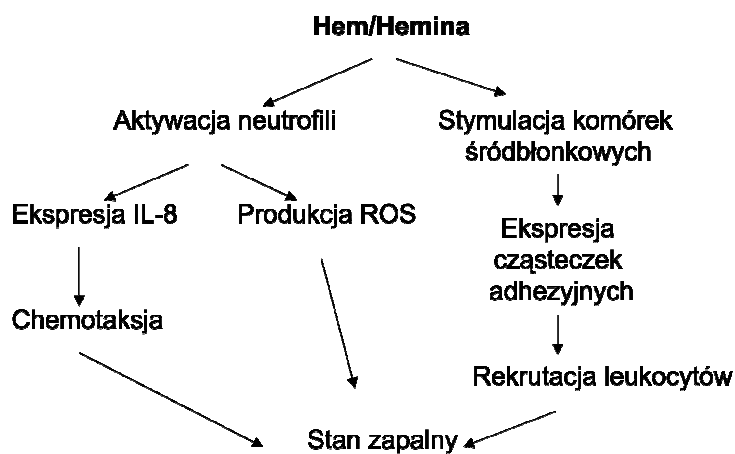 Hem/Hemina
Aktywacja neutrofili
Stymulacja komórek
śródbłonkowych
Ekspresja IL-8
Produkcja ROS
Ekspresja
cząsteczek
adhezyjnych
Chemotaksja
Rekrutacja leukocytów
Stan zapalny